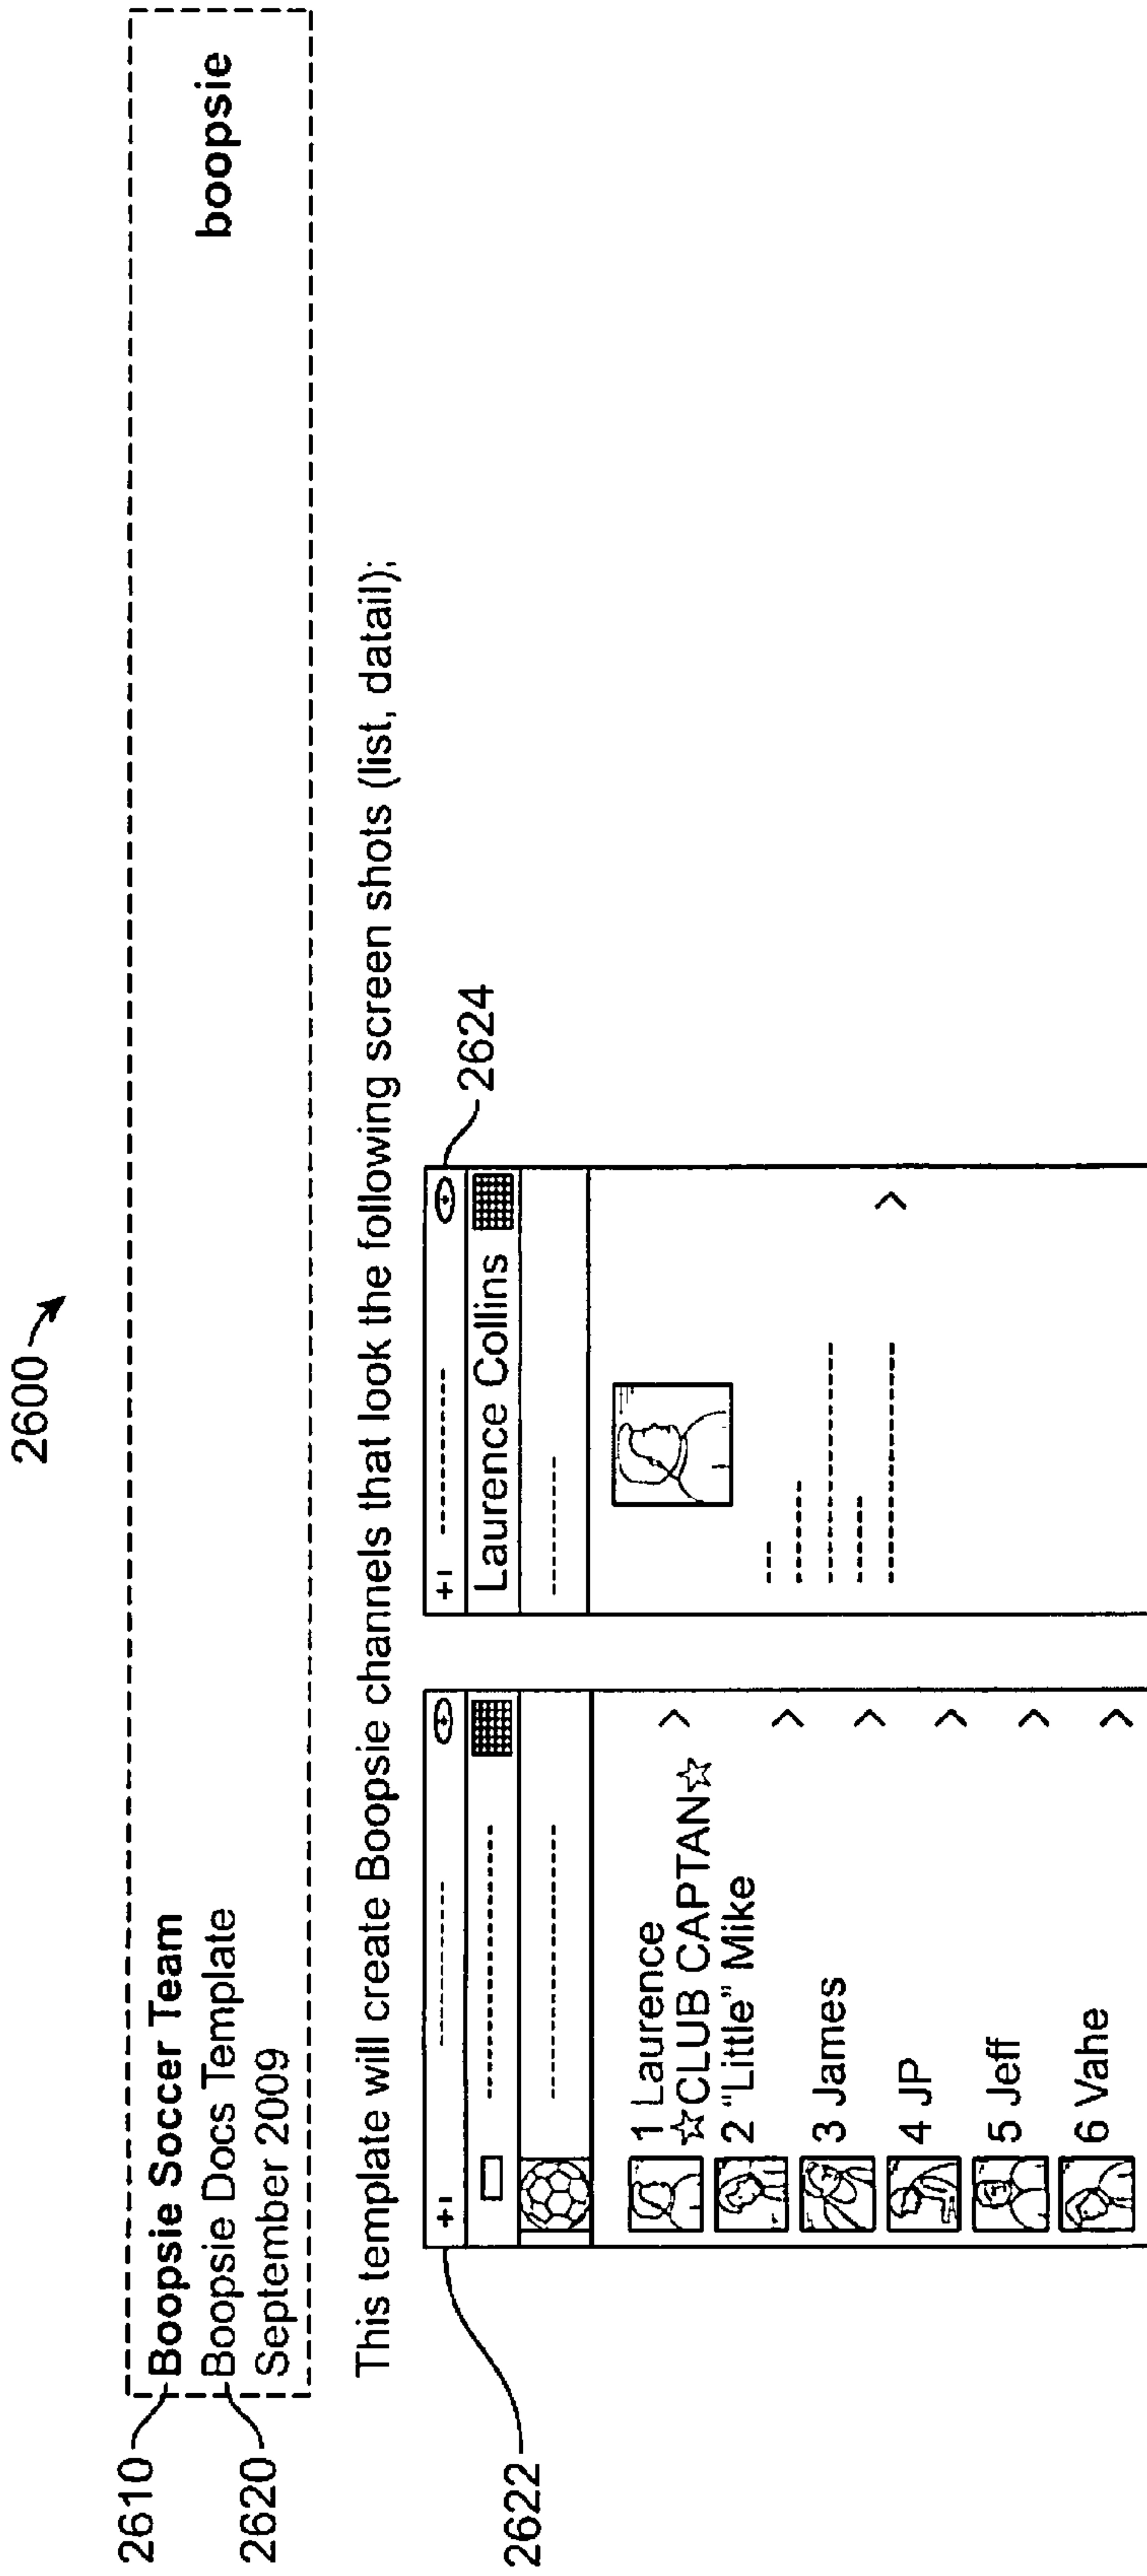 2600
2610
Boopsie Soccer Team
2620
Boopsie Docs Template
September 2009
boopsie
This template will create Boopsie channels that look the following screen shots (list, datail);
2622
1 Laurence
☆CLUB CAPTAN☆
2 "Little" Mike
3 James
4 JP
5 Jeff
6 Vahe
2624
Laurence Collins